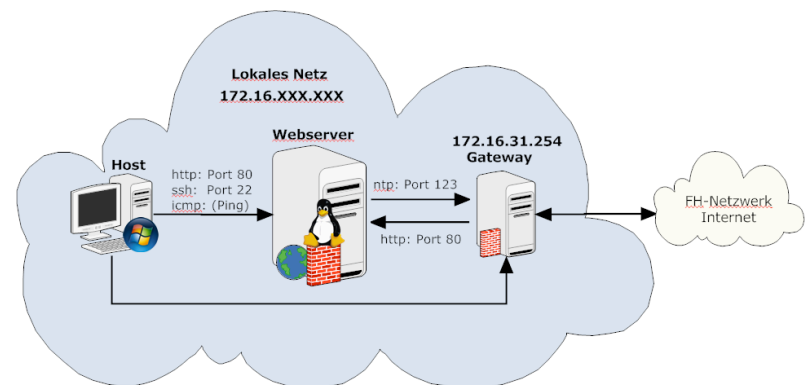 Lokales Netz
172.16.XXX.XXX
Webserver
172.16.31.254
Gateway
Host
http: Port 80
ssh: Port 22
icmp: (Ping)
ntp: Port 123
http: Port 80
FH-Netzwerk
Internet